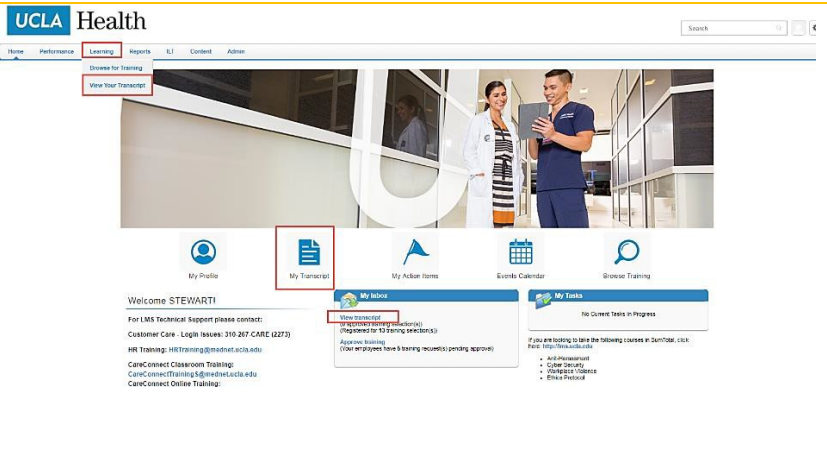 UCLA Health
Search
Home Performance Learning Reports ILT Content Admin
Browse for Training
View Your Transcript
My Profile
My Transcript
My Action Items
Events Calendar
Browse Training
Welcome STEWART!
For LMS Technical Support please contact:
Customer Care - Login Issues: 310-267-CARE (2273)
HR Training: HRTraining@mednet.ucla.edu
CareConnect Classroom Training:
CareConnectTrainingS@mednet.ucla.edu
CareConnect Online Training:
My Inbox
View transcript
(0 approved training selection(s))
(Registered for 13 training selection(s))
Approve training
(Your employees have 5 training request(s) pending approval)
My Tasks
No Current Tasks in Progress
If you are looking to take the following courses in SumTotal, click
here: http://lms.ucla.edu
Anti-Harassment
Cyber Security
Workplace Violence
Ethics Protocol